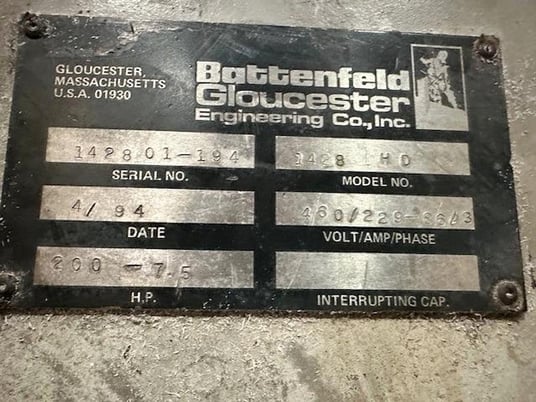 GLOUCESTER,
MASSACHUSETTS
U.S.A. 01930
Battenfeld
Gloucester
Engineering Co., Inc.
142801-194
1428 1HD
SERIAL NO.
MODEL NO.
4/94
DATE
VOLT/AMP/PHASE
200-7.5
H.P.
INTERRUPTING CAP.